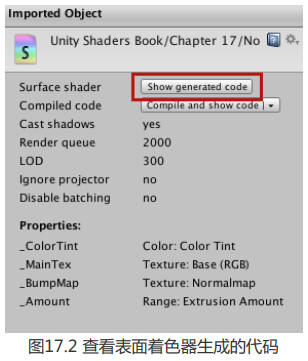 Imported Object
Unity Shaders Book/Chapter 17/No
S
Surface shader Show generated code
Compiled code Compile and show code
Cast shadows yes
Render queue 2000
LOD 300
Ignore projector no
Disable batching no
Properties:
_ColorTint Color: Color Tint
_MainTex Texture: Base (RGB)
_BumpMap Texture: Normalmap
_Amount Range: Extrusion Amount
图17.2 查看表面着色器生成的代码